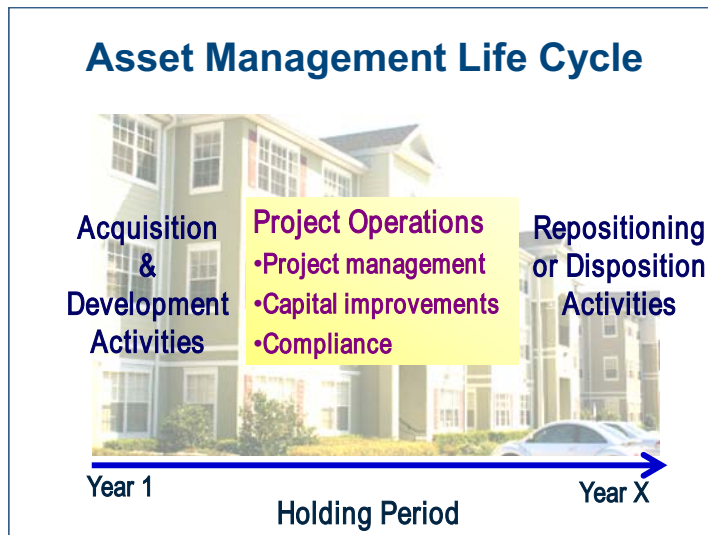 Asset Management Life Cycle
Acquisition
&
Development
Activities
Project Operations
•Project management
•Capital improvements
•Compliance
Repositioning
or Disposition
Activities
Year 1
Year X
Holding Period